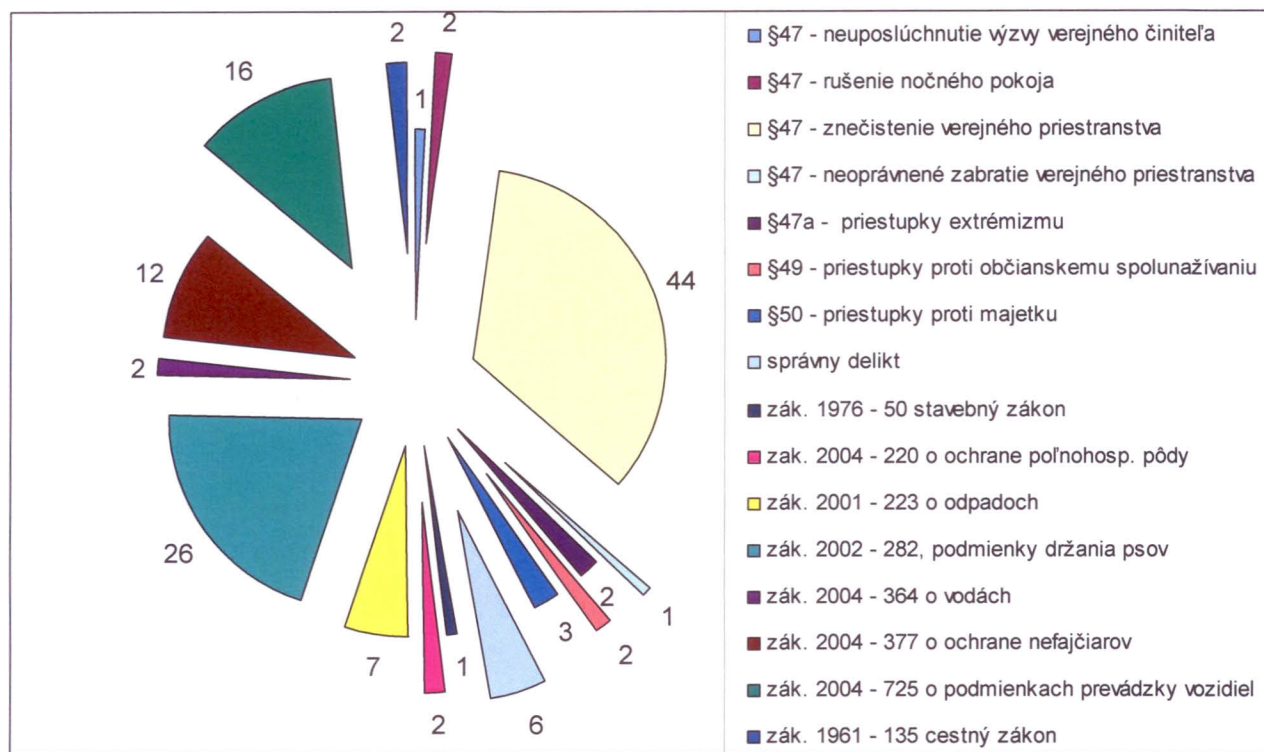 2
2
1
16
44
12
2
26
7
2
1
6
3
2
2
1
§47 - neuposlúchnutie výzvy verejného činiteľa
§47 - rušenie nočného pokoja
§47 - znečistenie verejného priestranstva
§47 - neoprávnené zabratie verejného priestranstva
§47a - priestupky extrémizmu
§49 - priestupky proti občianskemu spolunažívaniu
§50 - priestupky proti majetku
správny delikt
zák. 1976 - 50 stavebný zákon
zak. 2004 - 220 o ochrane poľnohosp. pôdy
zák. 2001 - 223 o odpadoch
zák. 2002 - 282, podmienky držania psov
zák. 2004 - 364 o vodách
zák. 2004 - 377 o ochrane nefajčiarov
zák. 2004 - 725 o podmienkach prevádzky vozidiel
zák. 1961 - 135 cestný zákon